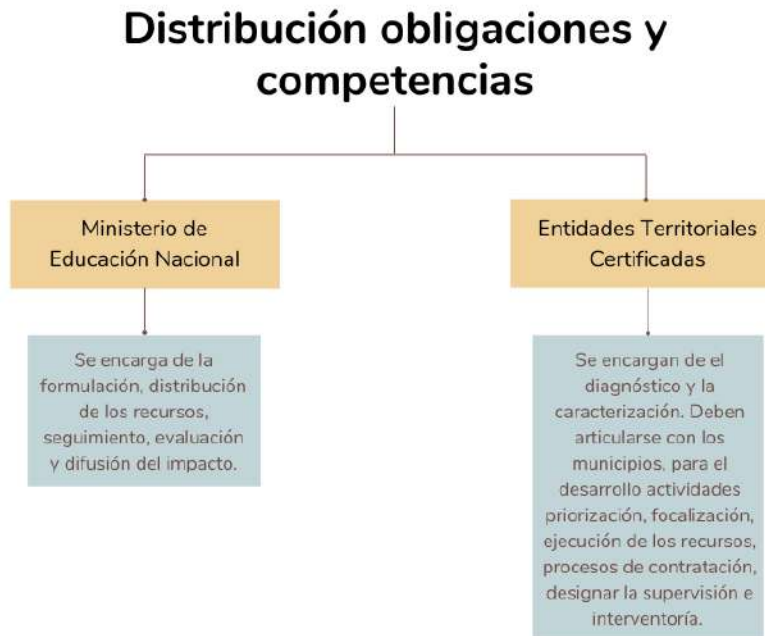 Distribución obligaciones y
competencias
Ministerio de
Educación Nacional
Se encarga de la
formulación, distribución
de los recursos,
seguimiento, evaluación
y difusión del impacto.
Entidades Territoriales
Certificadas
Se encargan de el
diagnóstico y la
caracterización. Deben
articularse con los
municipios, para el
desarrollo actividades
priorización, focalización,
ejecución de los recursos,
procesos de contratación,
designar la supervisión e
interventoría.